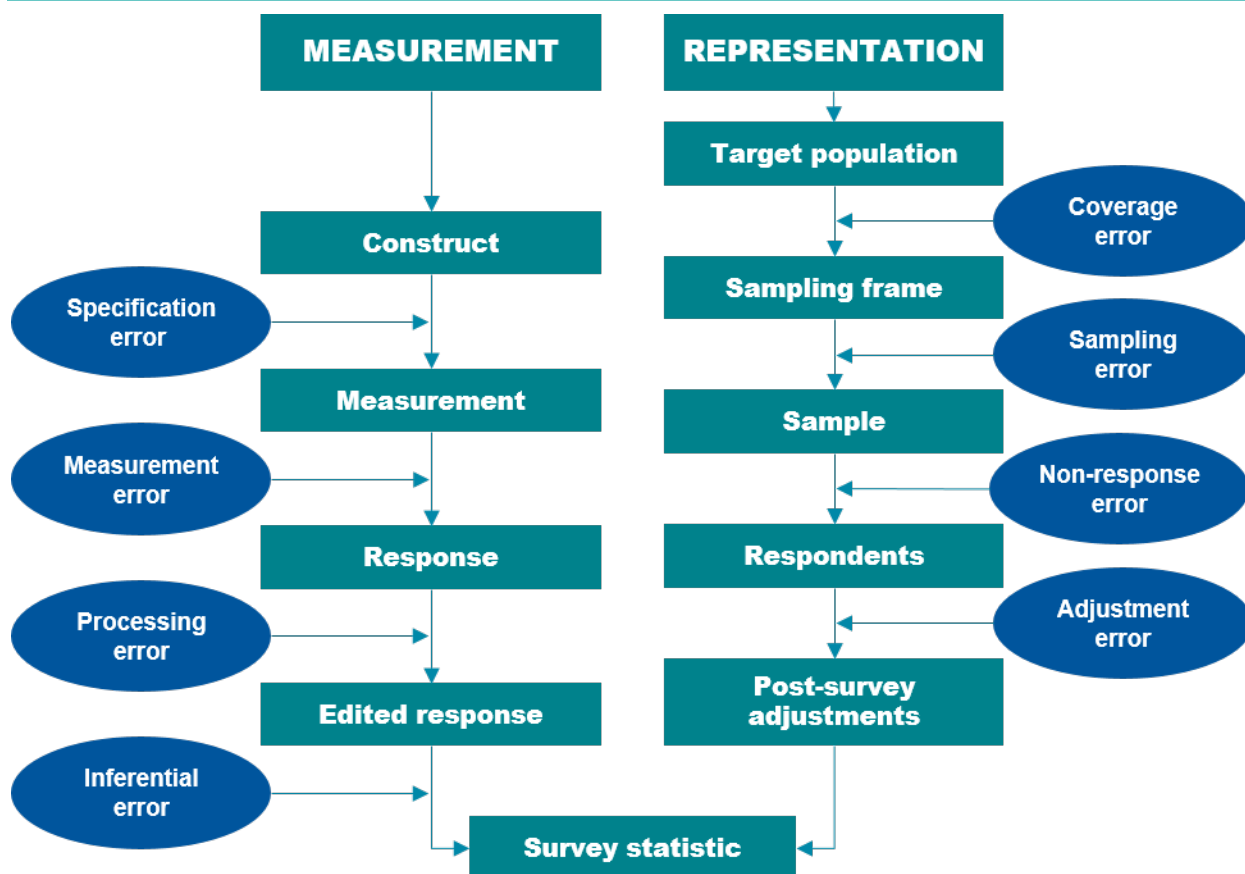 MEASUREMENT
REPRESENTATION
Target population
Coverage
error
Construct
Sampling frame
Specification
error
Sampling
error
Measurement
Sample
Measurement
error
Non-response
error
Response
Respondents
Processing
error
Adjustment
error
Edited response
Post-survey
adjustments
Inferential
error
Survey statistic